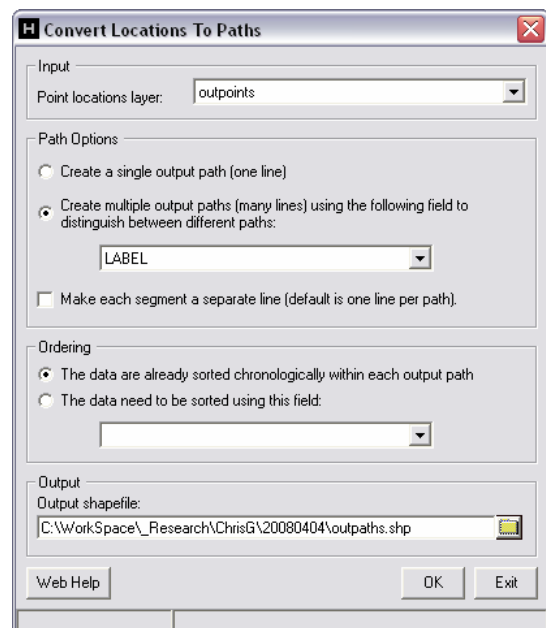 H Convert Locations To Paths
Input
Point locations layer:
outpoints
Path Options
Create a single output path (one line)
Create multiple output paths (many lines) using the following field to
distinguish between different paths:
LABEL
Make each segment a separate line (default is one line per path).
Ordering
The data are already sorted chronologically within each output path
The data need to be sorted using this field:
Output
Output shapefile:
C:\WorkSpace\_Research\ChrisG\20080404\outpaths.shp
Web Help
OK
Exit